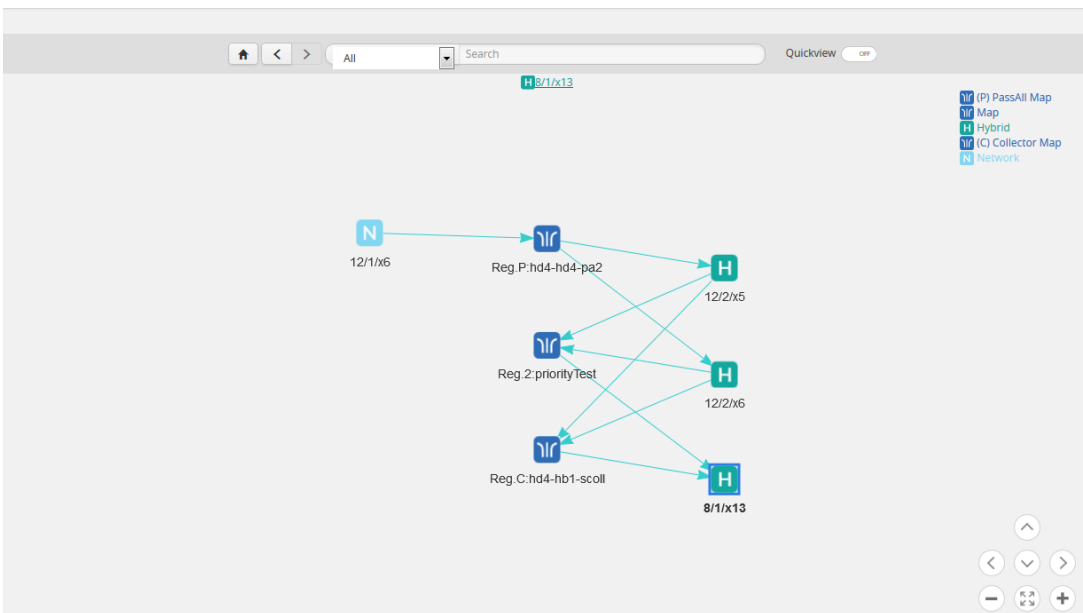 All
Search
Quickview
OFF
H 8/1/x13
(P) PassAll Map
Map
H Hybrid
(C) Collector Map
N Network
N
12/1/x6
Reg.P:hd4-hd4-pa2
H
12/2/x5
Reg.2:priorityTest
H
12/2/x6
Reg.C:hd4-hb1-scoll
H
8/1/x13